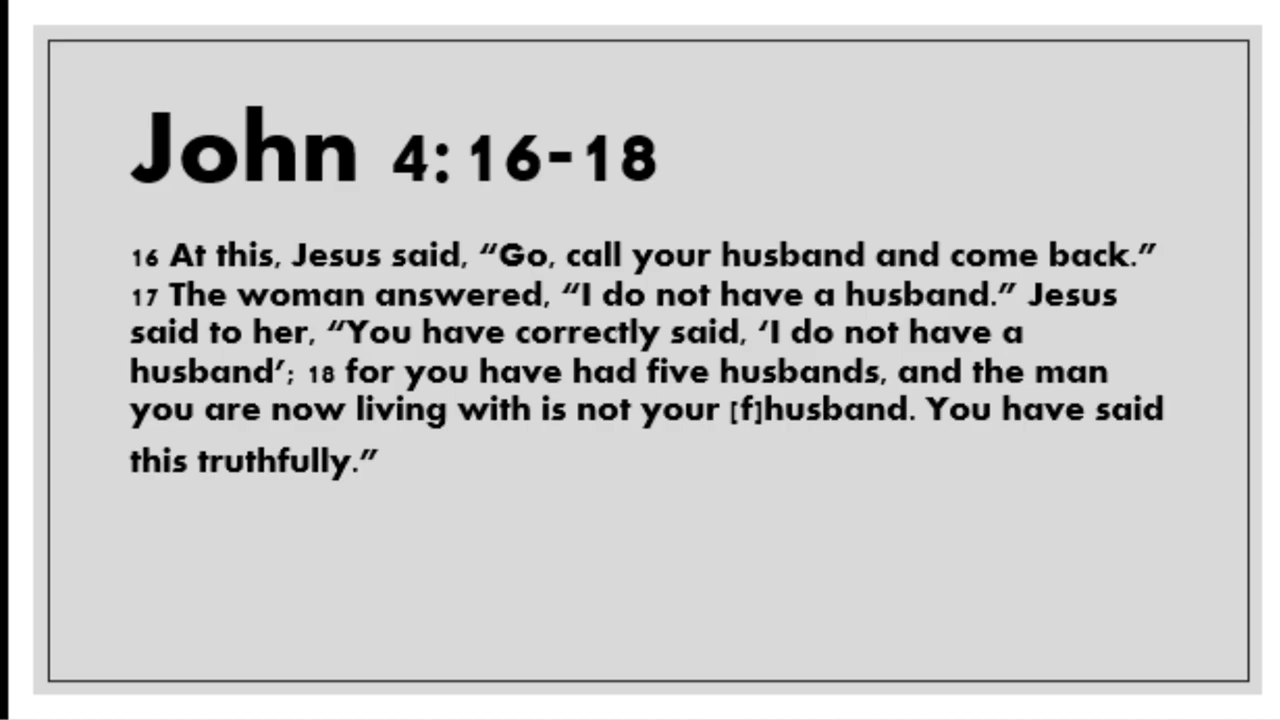 John 4:16-18
16 At this, Jesus said, “Go, call your husband and come back.”
17 The woman answered, “I do not have a husband.” Jesus
said to her, “You have correctly said, ‘I do not have a
husband’; 18 for you have had five husbands, and the man
you are now living with is not your [f]husband. You have said
this truthfully.”